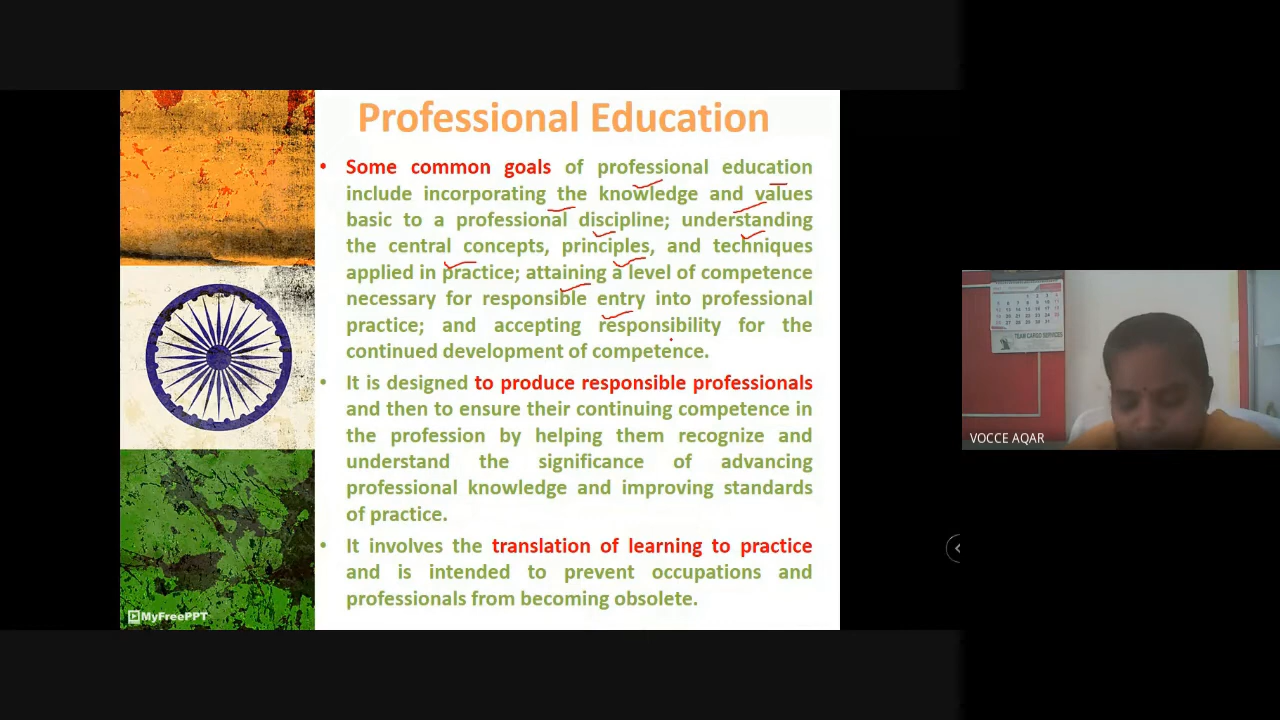 Professional Education
• Some common goals of professional education
include incorporating the knowledge and values
basic to a professional discipline; understanding
the central concepts, principles, and techniques
applied in practice; attaining a level of competence
necessary for responsible entry into professional
practice; and accepting responsibility for the
continued development of competence.
• It is designed to produce responsible professionals
and then to ensure their continuing competence in
the profession by helping them recognize and
understand the significance of advancing
professional knowledge and improving standards
of practice.
• It involves the translation of learning to practice
and is intended to prevent occupations and
professionals from becoming obsolete.
MyFreePPT
TEAM CARGO SERVICES
VOCCE AQAR